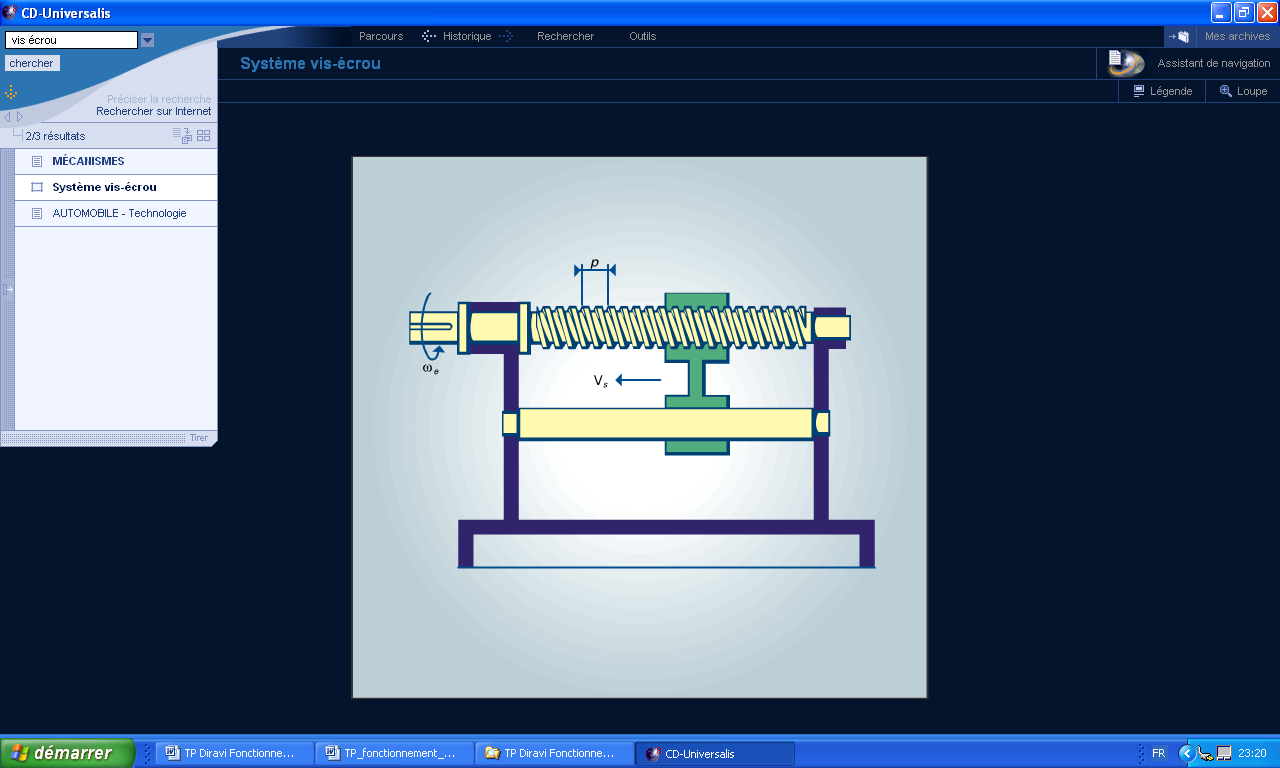 CD-Universalis
vis écrou
chercher
Préciser la recherche
Rechercher sur Internet
2/3 résultats
MÉCANISMES
Système vis-écrou
AUTOMOBILE - Technologie
Tirer
Parcours Historique Rechercher Outils Mes archives
Système vis-écrou Assistant de navigation
Légende Loupe
p
ωe
Vs
démarrer TP Diravi Fonctionne... TP_fonctionnement_... TP Diravi Fonctionne... CD-Universalis FR 23:20